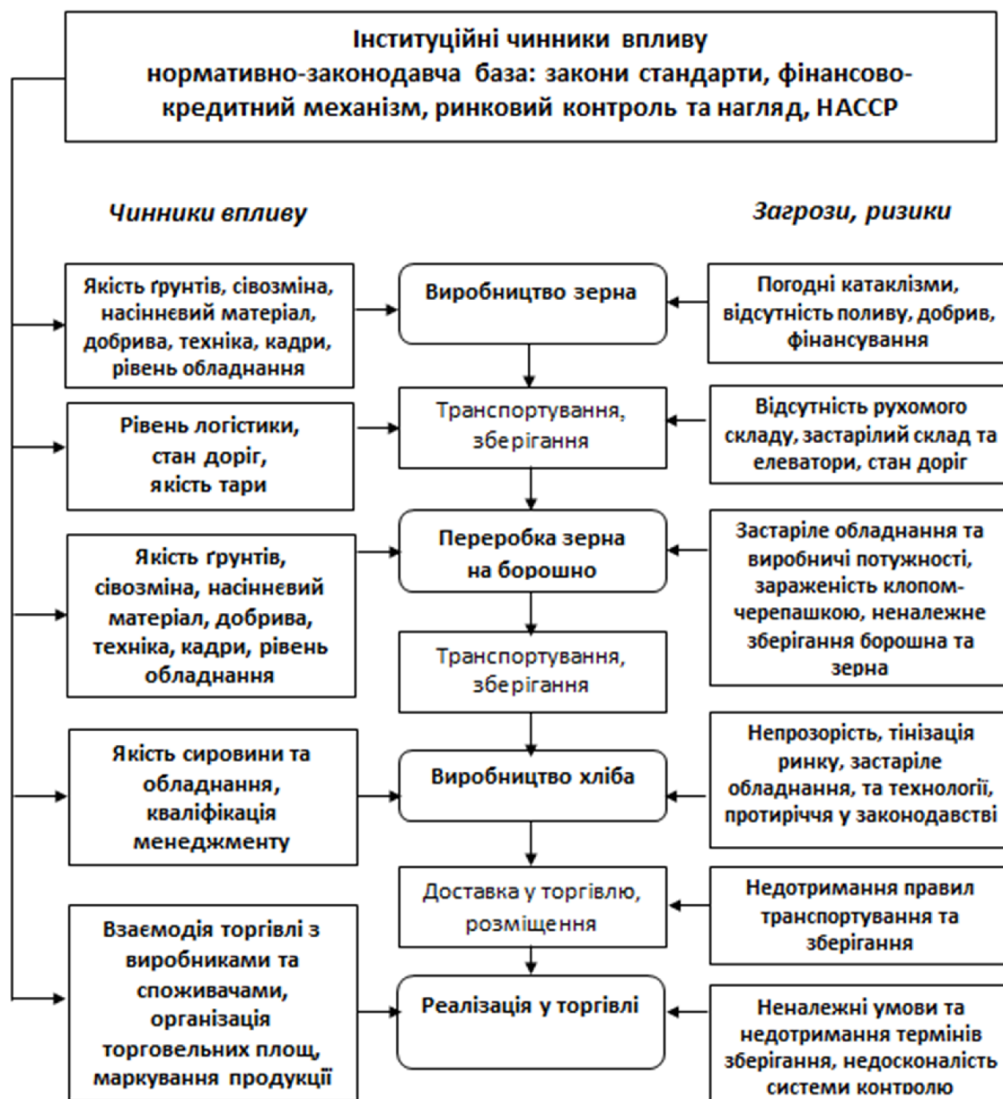 Інституційні чинники впливу
нормативно-законодавча база: закони стандарти, фінансово-
кредитний механізм, ринковий контроль та нагляд, НАССР
Чинники впливу
Загрози, ризики
Якість ґрунтів, сівозміна,
насіннєвий матеріал,
добрива, техніка, кадри,
рівень обладнання
Виробництво зерна
Погодні катаклізми,
відсутність поливу, добрив,
фінансування
Рівень логістики,
стан доріг,
якість тари
Транспортування,
зберігання
Відсутність рухомого
складу, застарілий склад та
елеватори, стан доріг
Якість ґрунтів,
сівозміна, насіннєвий
матеріал, добрива,
техніка, кадри, рівень
обладнання
Переробка зерна
на борошно
Застаріле обладнання та
виробничі потужності,
зараженість клопом-
черепашкою, неналежне
зберігання борошна та
зерна
Транспортування,
зберігання
Якість сировини та
обладнання,
кваліфікація
менеджменту
Виробництво хліба
Непрозорість, тінізація
ринку, застаріле
обладнання, та технології,
протиріччя у законодавстві
Доставка у торгівлю,
розміщення
Недотримання правил
транспортування та
зберігання
Взаємодія торгівлі з
виробниками та
споживачами,
організація
торговельних площ,
маркування продукції
Реалізація у торгівлі
Неналежні умови та
недотримання термінів
зберігання, недосконалість
системи контролю